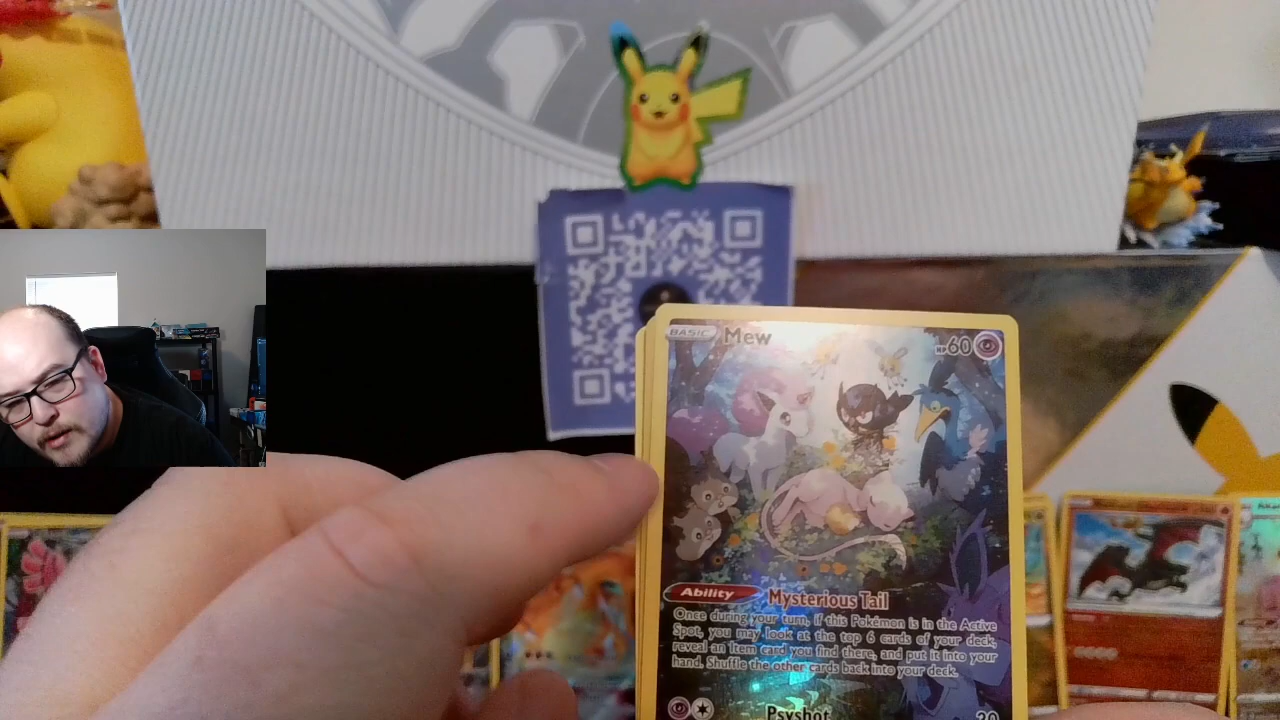 BASIC Mew HP60
Ability Mysterious Tail
Once during your turn, if this Pokémon is in the Active
Spot, you may look at the top 6 cards of your deck,
reveal an Item card you find there, and put it into your
hand. Shuffle the other cards back into your deck.
Psyshot 20